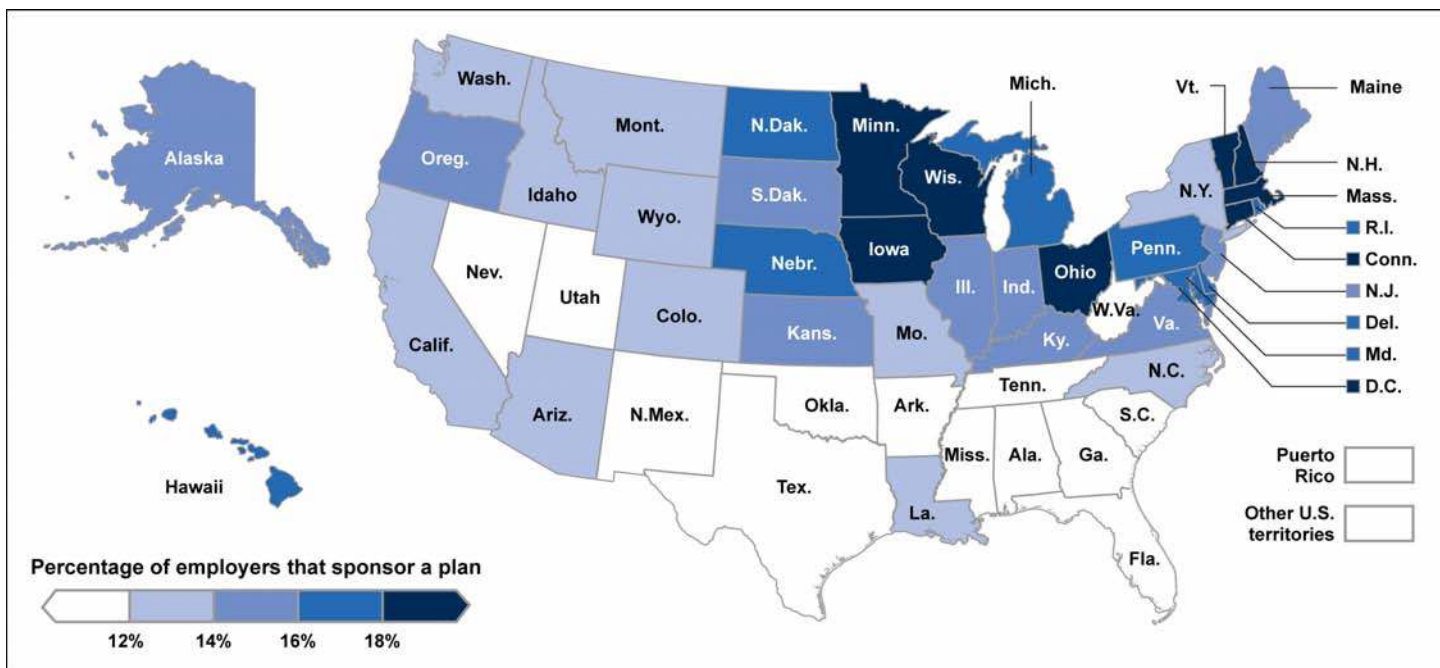 Wash.
Mont.
N.Dak.
Minn.
Mich.
Vt.
Maine
Alaska
Oreg.
Idaho
Wyo.
S.Dak.
Wis.
N.Y.
N.H.
Mass.
R.I.
Conn.
N.J.
Del.
Md.
D.C.
Nev.
Utah
Colo.
Nebr.
Iowa
Ill.
Ind.
Ohio
Penn.
W.Va.
Va.
Calif.
Kans.
Mo.
Ky.
N.C.
Ariz.
N.Mex.
Okla.
Ark.
Tenn.
S.C.
Hawaii
Tex.
La.
Miss.
Ala.
Ga.
Fla.
Puerto
Rico
Other U.S.
territories
Percentage of employers that sponsor a plan
12% 14% 16% 18%